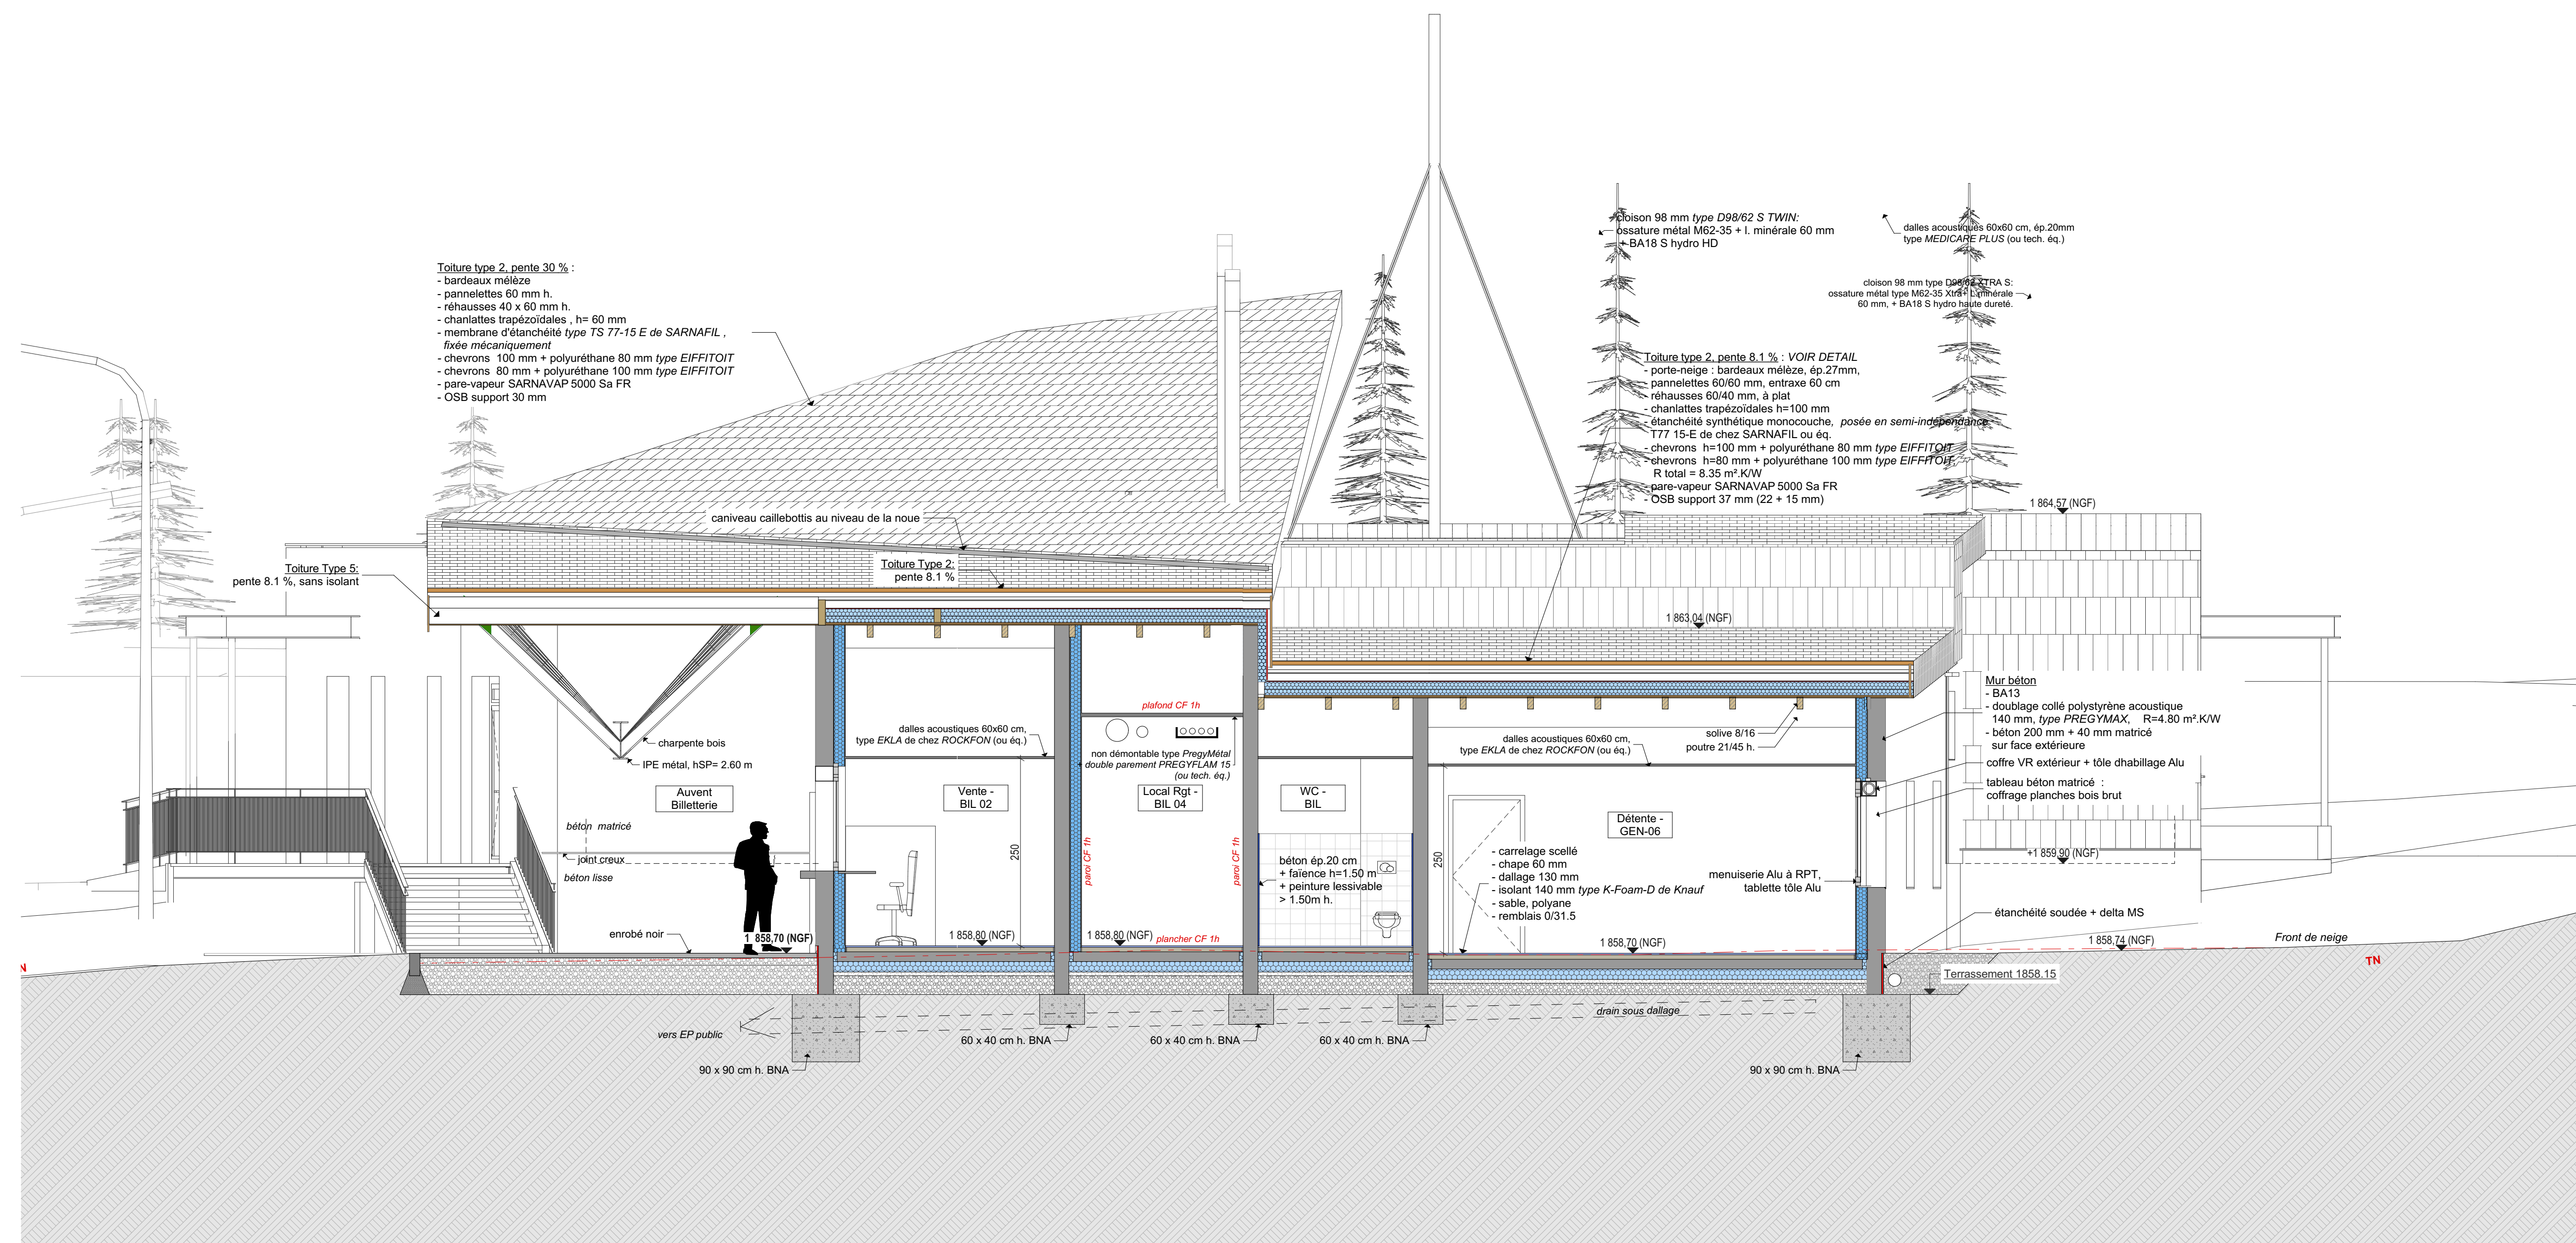 cloison 98 mm type D98/62 S TWIN:
ossature métal M62-35 + l. minérale 60 mm
+ BA18 S hydro HD
dalles acoustiques 60x60 cm, ép.20mm
type MEDICARE PLUS (ou tech. éq.)
cloison 98 mm type D98/62 XTRA S:
ossature métal type M62-35 Xtra+ l.minérale
60 mm, + BA18 S hydro haute dureté.
Toiture type 2, pente 30 % :
- bardeaux mélèze
- pannelettes 60 mm h.
- réhausses 40 x 60 mm h.
- chanlattes trapézoïdales , h= 60 mm
- membrane d'étanchéité type TS 77-15 E de SARNAFIL ,
fixée mécaniquement
- chevrons 100 mm + polyuréthane 80 mm type EIFFITOIT
- chevrons 80 mm + polyuréthane 100 mm type EIFFITOIT
- pare-vapeur SARNAVAP 5000 Sa FR
- OSB support 30 mm
Toiture type 2, pente 8.1 % : VOIR DETAIL
- porte-neige : bardeaux mélèze, ép.27mm,
- pannelettes 60/60 mm, entraxe 60 cm
- réhausses 60/40 mm, à plat
- chanlattes trapézoïdales h=100 mm
- étanchéité synthétique monocouche, posée en semi-indépendance
T77 15-E de chez SARNAFIL ou éq.
- chevrons h=100 mm + polyuréthane 80 mm type EIFFITOIT
- chevrons h=80 mm + polyuréthane 100 mm type EIFFITOIT
R total = 8.35 m².K/W
- pare-vapeur SARNAVAP 5000 Sa FR
- OSB support 37 mm (22 + 15 mm)
1 864,57 (NGF)
caniveau caillebottis au niveau de la noue
Toiture Type 5:
pente 8.1 %, sans isolant
Toiture Type 2:
pente 8.1 %
1 863,04 (NGF)
Mur béton
- BA13
- doublage collé polystyrène acoustique
140 mm, type PREGYMAX, R=4.80 m².K/W
- béton 200 mm + 40 mm matricé
sur face extérieure
coffre VR extérieur + tôle dhabillage Alu
tableau béton matricé :
coffrage planches bois brut
plafond CF 1h
dalles acoustiques 60x60 cm,
type EKLA de chez ROCKFON (ou éq.)
non démontable type PregyMétal
+ double parement PREGYFLAM 15
(ou tech. éq.)
dalles acoustiques 60x60 cm,
type EKLA de chez ROCKFON (ou éq.)
solive 8/16
poutre 21/45 h.
charpente bois
IPE métal, hSP= 2.60 m
Auvent
Billetterie
Vente -
BIL 02
Local Rgt -
BIL 04
WC -
BIL
Détente -
GEN-06
béton matricé
joint creux
béton lisse
250
paroi CF 1h
paroi CF 1h
béton ép.20 cm
+ faïence h=1.50 m
+ peinture lessivable
> 1.50m h.
250
- carrelage scellé
- chape 60 mm
- dallage 130 mm
- isolant 140 mm type K-Foam-D de Knauf
- sable, polyane
- remblais 0/31.5
menuiserie Alu à RPT,
tablette tôle Alu
+1 859,90 (NGF)
étanchéité soudée + delta MS
enrobé noir
1 858,70 (NGF)
1 858,80 (NGF)
1 858,80 (NGF)
plancher CF 1h
1 858,70 (NGF)
1 858,74 (NGF)
Front de neige
TN
N
Terrassement 1858.15
vers EP public
drain sous dallage
60 x 40 cm h. BNA
60 x 40 cm h. BNA
60 x 40 cm h. BNA
90 x 90 cm h. BNA
90 x 90 cm h. BNA